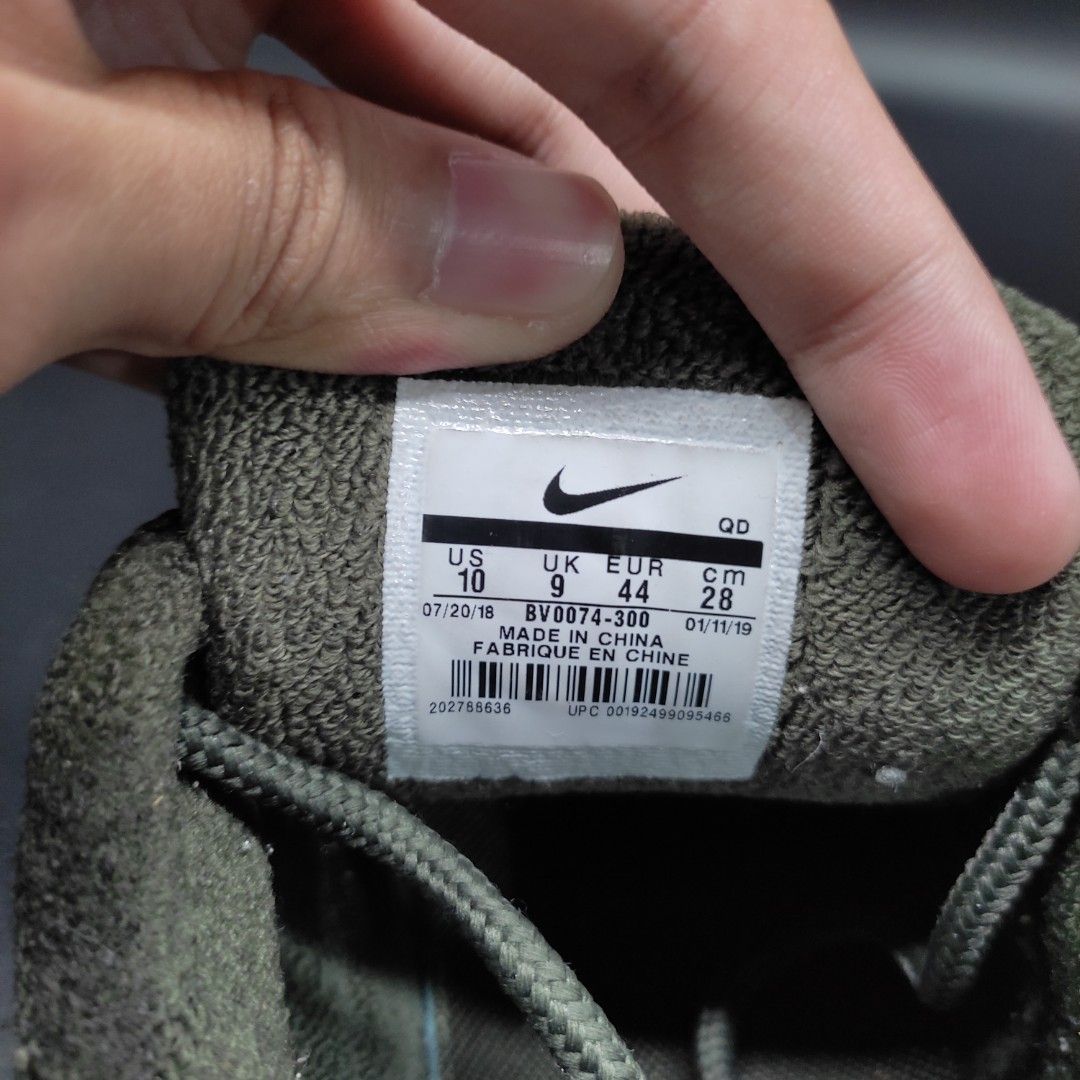 QD
US UK EUR cm
10 9 44 28
07/20/18 BV0074-300 01/11/19
MADE IN CHINA
FABRIQUE EN CHINE
202788636 UPC 00192499095466